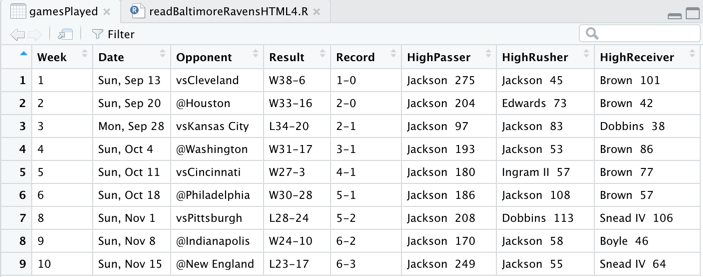 gamesPlayed readBaltimoreRavensHTML4.R
Filter
Week Date Opponent Result Record HighPasser HighRusher HighReceiver
1 1 Sun, Sep 13 vsCleveland W38-6 1-0 Jackson 275 Jackson 45 Brown 101
2 2 Sun, Sep 20 @Houston W33-16 2-0 Jackson 204 Edwards 73 Brown 42
3 3 Mon, Sep 28 vsKansas City L34-20 2-1 Jackson 97 Jackson 83 Dobbins 38
4 4 Sun, Oct 4 @Washington W31-17 3-1 Jackson 193 Jackson 53 Brown 86
5 5 Sun, Oct 11 vsCincinnati W27-3 4-1 Jackson 180 Ingram II 57 Brown 77
6 6 Sun, Oct 18 @Philadelphia W30-28 5-1 Jackson 186 Jackson 108 Brown 57
7 8 Sun, Nov 1 vsPittsburgh L28-24 5-2 Jackson 208 Dobbins 113 Snead IV 106
8 9 Sun, Nov 8 @Indianapolis W24-10 6-2 Jackson 170 Jackson 58 Boyle 46
9 10 Sun, Nov 15 @New England L23-17 6-3 Jackson 249 Jackson 55 Snead IV 64